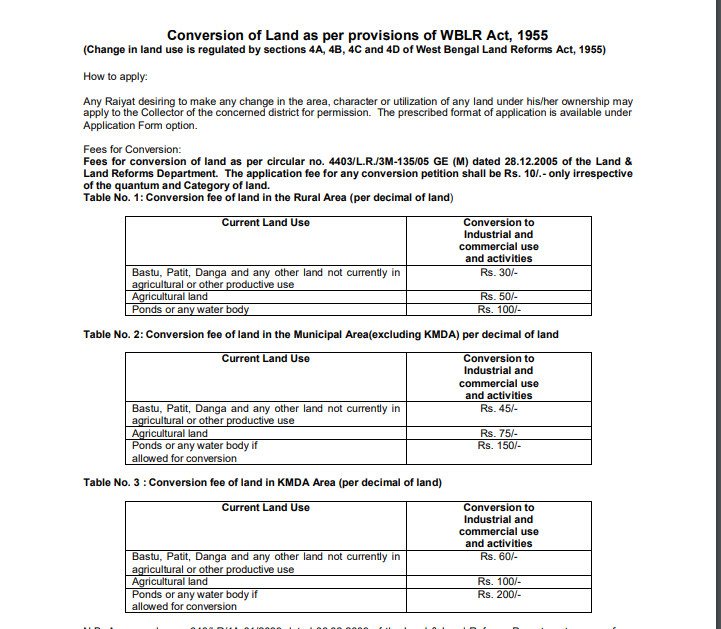 Conversion of Land as per provisions of WBLR Act, 1955
(Change in land use is regulated by sections 4A, 4B, 4C and 4D of West Bengal Land Reforms Act, 1955)
How to apply:
Any Raiyat desiring to make any change in the area, character or utilization of any land under his/her ownership may
apply to the Collector of the concerned district for permission. The prescribed format of application is available under
Application Form option.
Fees for Conversion:
Fees for conversion of land as per circular no. 4403/L.R./3M-135/05 GE (M) dated 28.12.2005 of the Land &
Land Reforms Department. The application fee for any conversion petition shall be Rs. 10/.- only irrespective
of the quantum and Category of land.
Table No. 1: Conversion fee of land in the Rural Area (per decimal of land)
Current Land Use
Conversion to
Industrial and
commercial use
and activities
Bastu, Patit, Danga and any other land not currently in
agricultural or other productive use
Rs. 30/-
Agricultural land
Rs. 50/-
Ponds or any water body
Rs. 100/-
Table No. 2: Conversion fee of land in the Municipal Area(excluding KMDA) per decimal of land
Current Land Use
Conversion to
Industrial and
commercial use
and activities
Bastu, Patit, Danga and any other land not currently in
agricultural or other productive use
Rs. 45/-
Agricultural land
Rs. 75/-
Ponds or any water body if
allowed for conversion
Rs. 150/-
Table No. 3 : Conversion fee of land in KMDA Area (per decimal of land)
Current Land Use
Conversion to
Industrial and
commercial use
and activities
Bastu, Patit, Danga and any other land not currently in
agricultural or other productive use
Rs. 60/-
Agricultural land
Rs. 100/-
Ponds or any water body if
allowed for conversion
Rs. 200/-